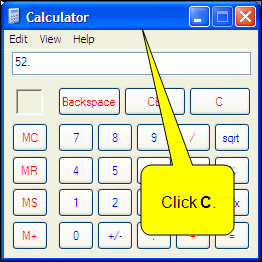 Calculator
Edit View Help
52.
Backspace CE C
MC 7 8 9 / sqrt
MR 4 5
MS 1 2 x
Click C.
M+ 0 +/- . + =